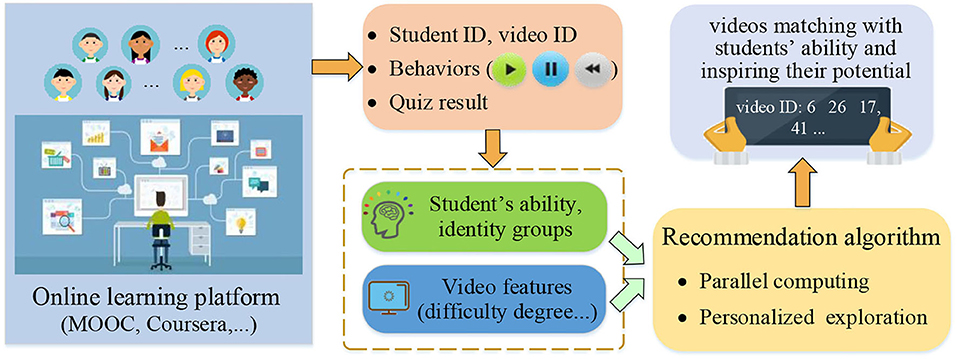 ...
...
Online learning platform
(MOOC, Coursera,...)
• Student ID, video ID
• Behaviors ( )
• Quiz result
Student's ability,
identity groups
Video features
(difficulty degree...)
Recommendation algorithm
• Parallel computing
• Personalized exploration
videos matching with
students' ability and
inspiring their potential
video ID: 6 26 17,
41 ...